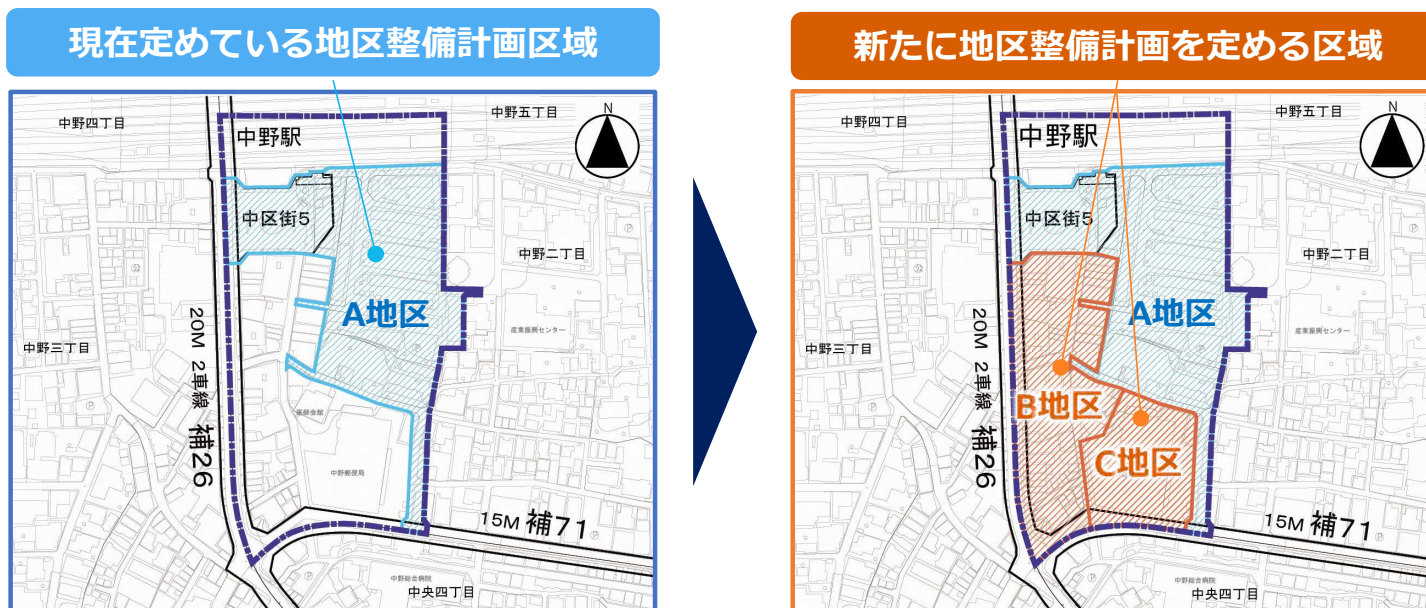 現在定めている地区整備計画区域
中野四丁目
中野五丁目
N
中野駅
中区街5
中野二丁目
A地区
産業振興センター
中野三丁目
20M 2車線 補26
医師会館
中野郵便局
15M 補71
中野総合病院
中央四丁目
新たに地区整備計画を定める区域
中野四丁目
中野五丁目
N
中野駅
中区街5
中野二丁目
A地区
産業振興センター
中野三丁目
20M 2車線 補26
B地区
C地区
15M 補71
中野総合病院
中央四丁目